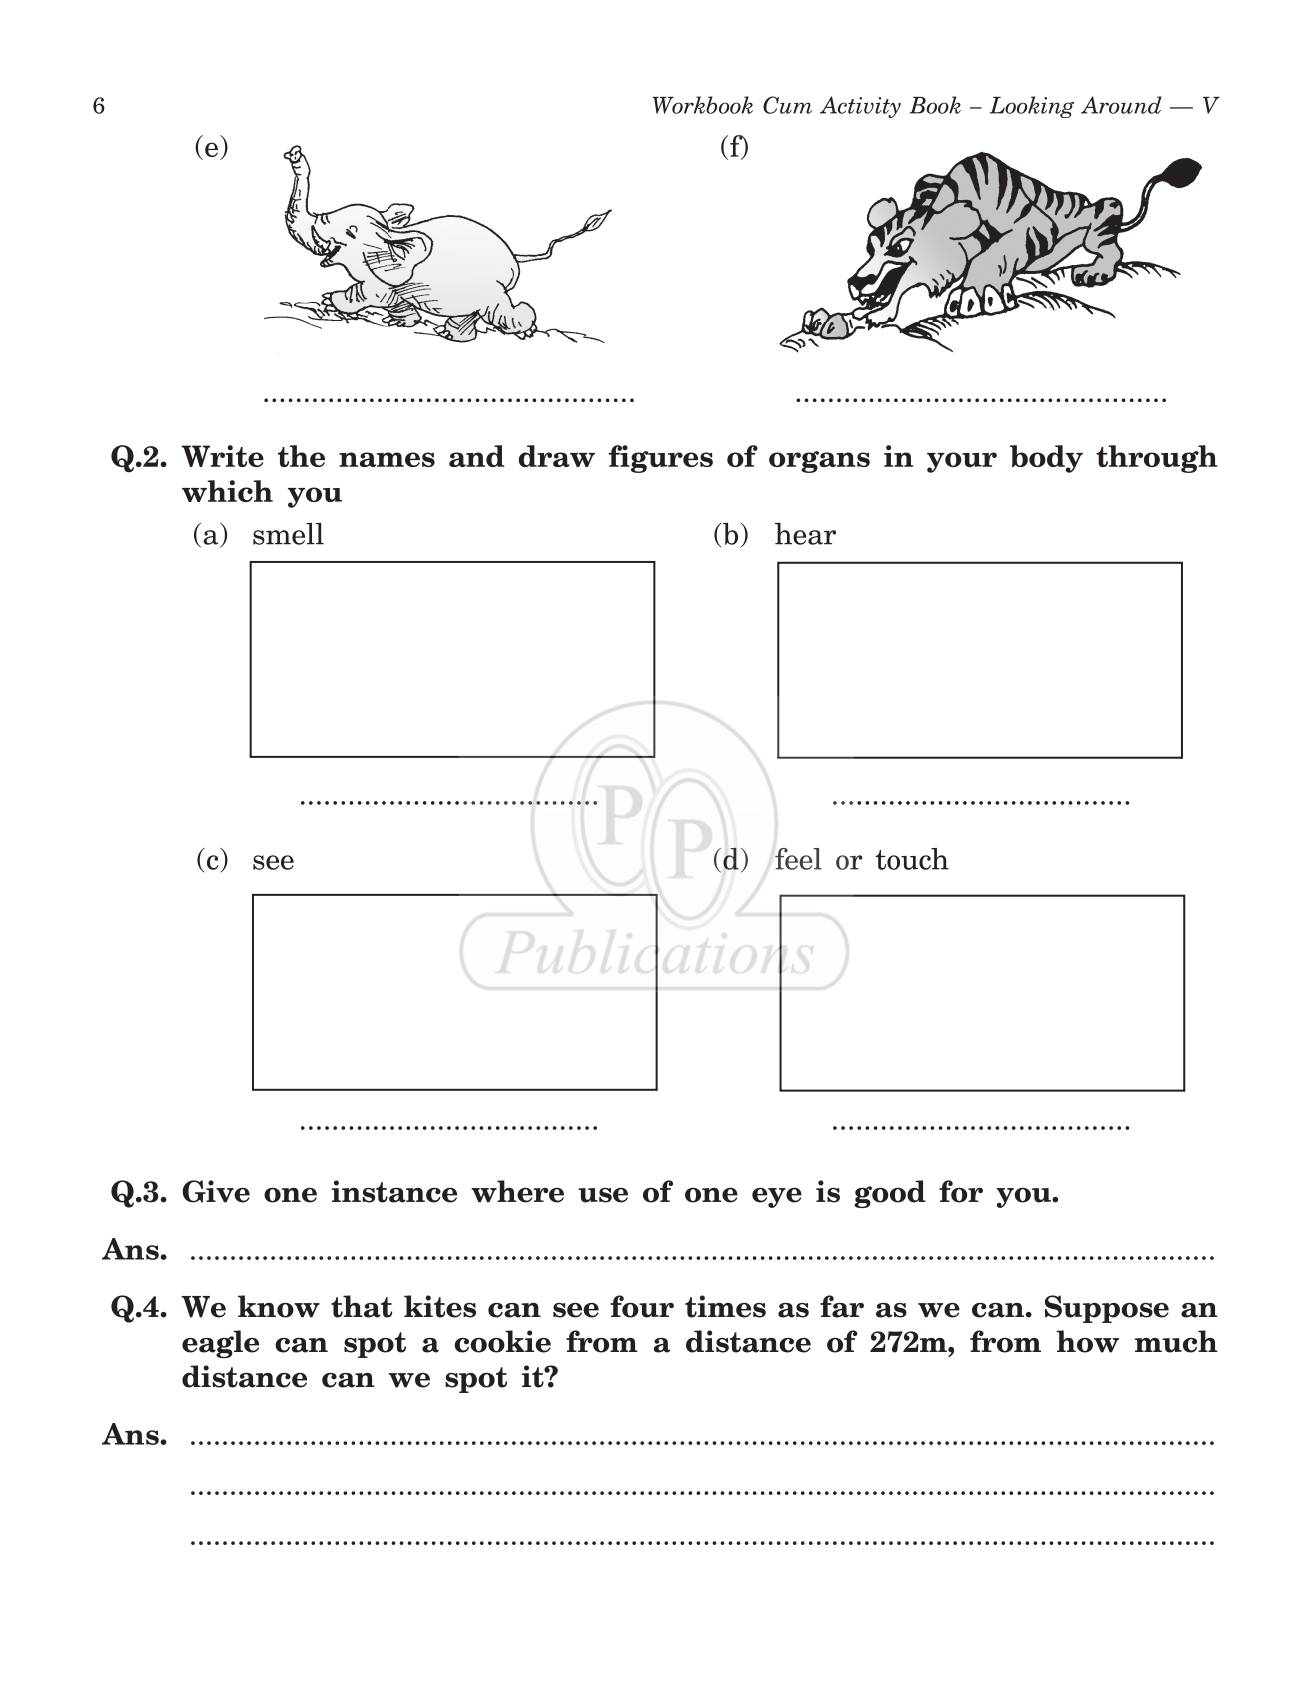 6 Workbook Cum Activity Book – Looking Around — V
(e) (f)
............................................... ...............................................
Q.2. Write the names and draw figures of organs in your body through
which you
(a) smell (b) hear
..................................... .....................................
P
P
(c) see (d) feel or touch
Publications
..................................... .....................................
Q.3. Give one instance where use of one eye is good for you.
Ans. ................................................................................................................................
Q.4. We know that kites can see four times as far as we can. Suppose an
eagle can spot a cookie from a distance of 272m, from how much
distance can we spot it?
Ans. ................................................................................................................................
................................................................................................................................
................................................................................................................................